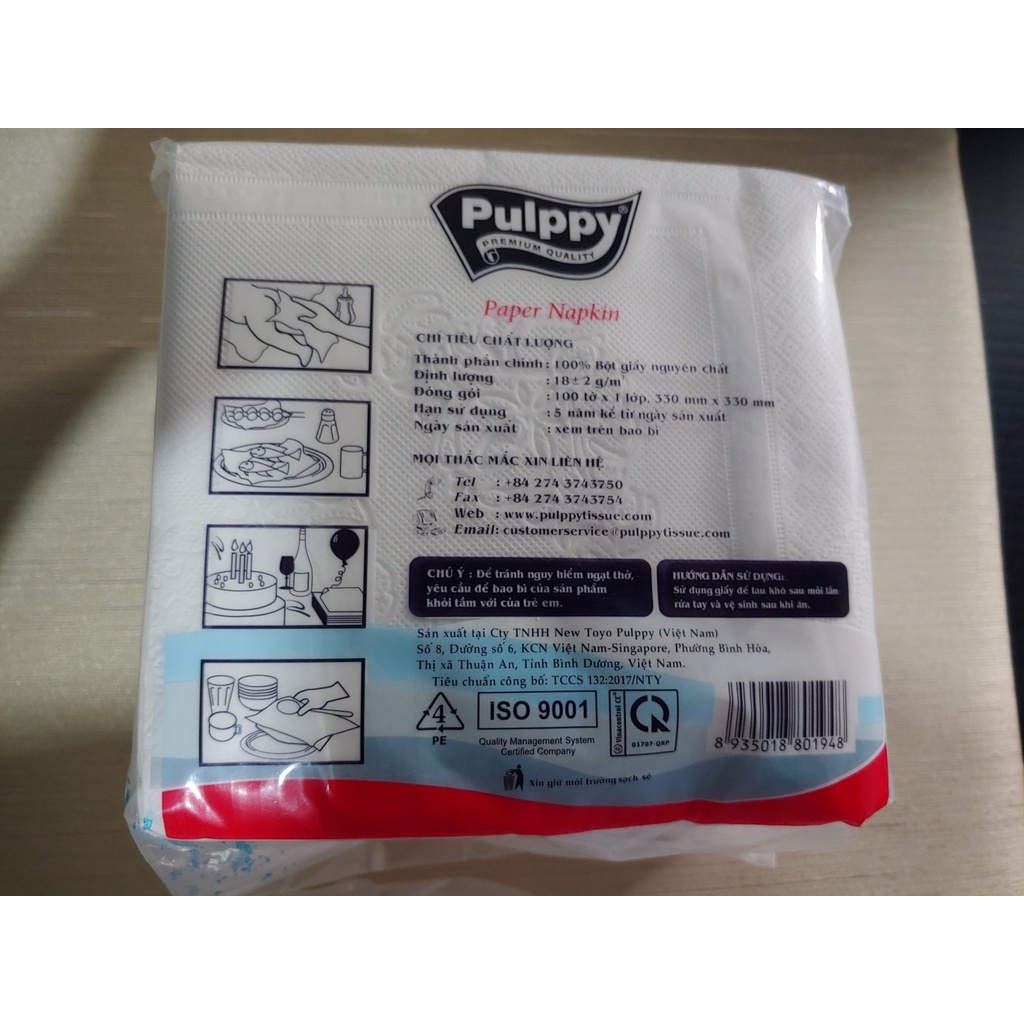 Pulppy®
PREMIUM QUALITY
Paper Napkin
CHỈ TIÊU CHẤT LƯỢNG
Thành phần chính : 100% Bột giấy nguyên chất
Định lượng : 18± 2 g/m²
Đóng gói : 100 tờ x 1 lớp, 330 mm x 330 mm
Hạn sử dụng : 5 năm kể từ ngày sản xuất
Ngày sản xuất : xem trên bao bì
MỌI THẮC MẮC XIN LIÊN HỆ
Tel : +84 274 3743750
Fax : +84 274 3743754
Web : www.pulppytissue.com
Email: customerservice@pulppytissue.com
CHÚ Ý : Để tránh nguy hiểm ngạt thở,
yêu cầu để bao bì của sản phẩm
khỏi tầm với của trẻ em.
HƯỚNG DẪN SỬ DỤNG:
Sử dụng giấy để lau khô sau mỗi lần
rửa tay và vệ sinh sau khi ăn.
Sản xuất tại Cty TNHH New Toyo Pulppy (Việt Nam)
Số 8, Đường số 6, KCN Việt Nam-Singapore, Phường Bình Hòa,
Thị xã Thuận An, Tỉnh Bình Dương, Việt Nam.
Tiêu chuẩn công bố: TCCS 132:2017/NTY
4
PE
ISO 9001
Quality Management System
Certified Company
Vinacontrol CE
03707-QRP
8 935018 801948
Xin giữ môi trường sạch sẽ